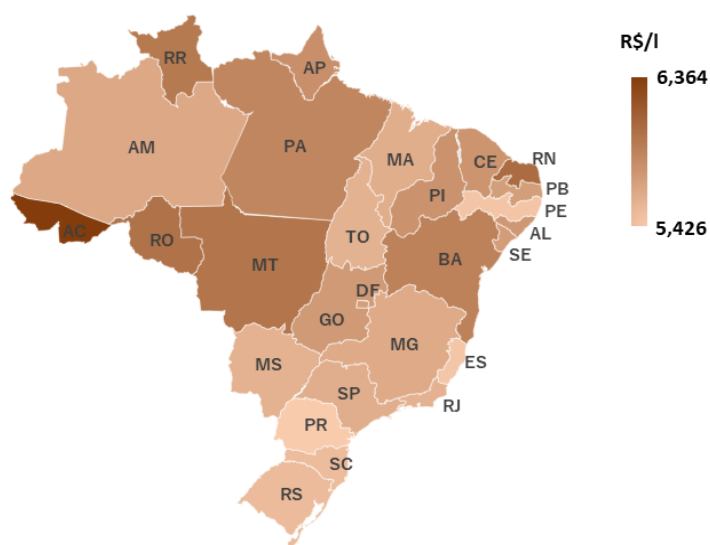 R$/l
6,364
5,426
RR
AP
AM
PA
MA
CE
RN
PB
PE
AL
SE
PI
TO
AC
RO
MT
BA
DF
GO
MG
MS
ES
SP
RJ
PR
SC
RS